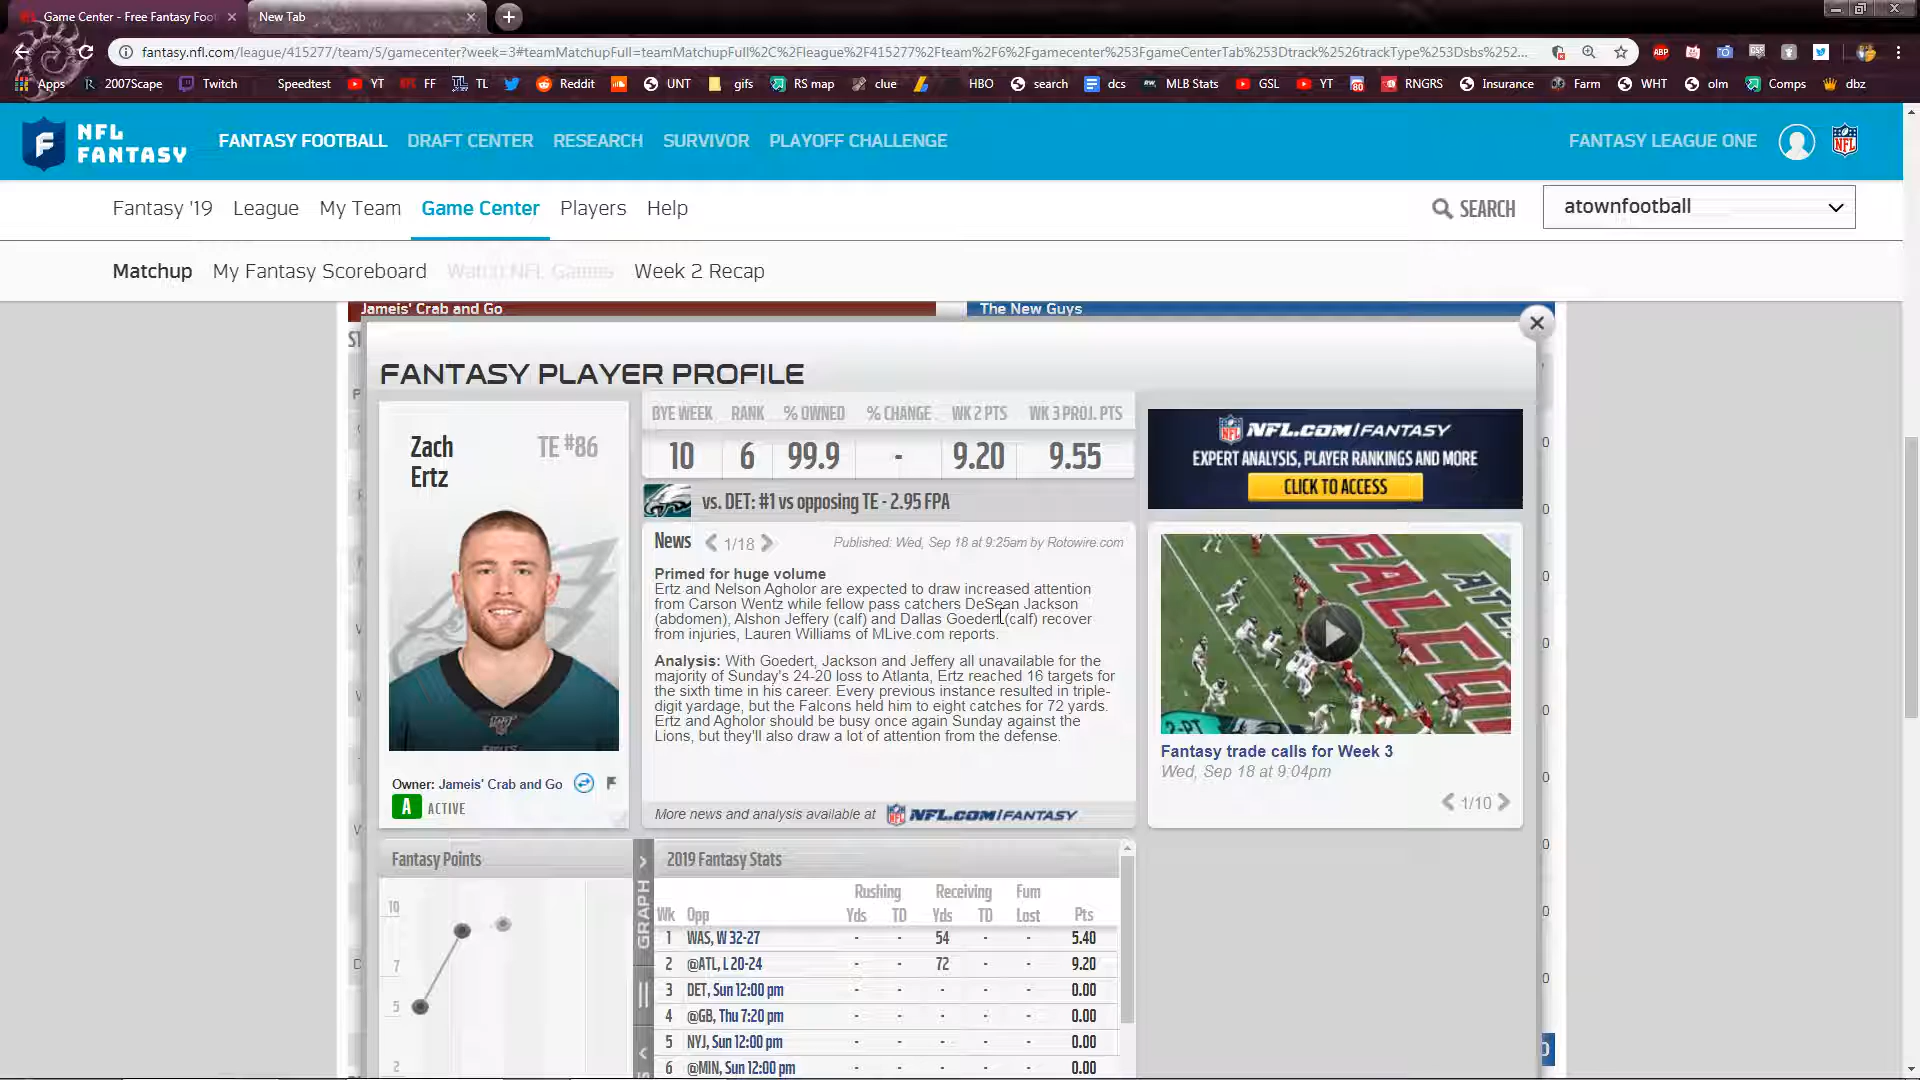 Game Center - Free Fantasy Foot
New Tab
fantasy.nfl.com/league/415277/team/5/gamecenter?week=3#teamMatchupFull=teamMatchupFull%2C%2Fleague%2F415277%2Fteam%2F6%2Fgamecenter%253FgameCenterTab%253Dtrack%2526trackType%253Dsbs%252...
Apps 2007Scape Twitch Speedtest YT FF TL Reddit UNT gifs RS map clue HBO search dcs MLB Stats GSL YT RNGRS Insurance Farm WHT olm Comps dbz
NFL FANTASY
FANTASY FOOTBALL DRAFT CENTER RESEARCH SURVIVOR PLAYOFF CHALLENGE FANTASY LEAGUE ONE
Fantasy '19 League My Team Game Center Players Help SEARCH atownfootball
Matchup My Fantasy Scoreboard Watch NFL Games Week 2 Recap
Jameis' Crab and Go The New Guys
FANTASY PLAYER PROFILE
Zach Ertz
TE #86
BYE WEEK RANK % OWNED % CHANGE WK 2 PTS WK 3 PROJ. PTS
10 6 99.9 - 9.20 9.55
vs. DET: #1 vs opposing TE - 2.95 FPA
News 1/18 Published: Wed, Sep 18 at 9:25am by Rotowire.com
Primed for huge volume
Ertz and Nelson Agholor are expected to draw increased attention
from Carson Wentz while fellow pass catchers DeSean Jackson
(abdomen), Alshon Jeffery (calf) and Dallas Goedert (calf) recover
from injuries, Lauren Williams of MLive.com reports.
Analysis: With Goedert, Jackson and Jeffery all unavailable for the
majority of Sunday's 24-20 loss to Atlanta, Ertz reached 16 targets for
the sixth time in his career. Every previous instance resulted in triple-
digit yardage, but the Falcons held him to eight catches for 72 yards.
Ertz and Agholor should be busy once again Sunday against the
Lions, but they'll also draw a lot of attention from the defense.
More news and analysis available at NFL.COM/FANTASY
Owner: Jameis' Crab and Go
A ACTIVE
NFL.COM/FANTASY
EXPERT ANALYSIS, PLAYER RANKINGS AND MORE
CLICK TO ACCESS
FALCONS
2-PT
Fantasy trade calls for Week 3
Wed, Sep 18 at 9:04pm
1/10
Fantasy Points
10
7
5
2
GRAPH
2019 Fantasy Stats
Rushing Receiving Fum
Wk Opp Yds TD Yds TD Lost Pts
1 WAS, W 32-27 - - 54 - - 5.40
2 @ATL, L 20-24 - - 72 - - 9.20
3 DET, Sun 12:00 pm - - - - - 0.00
4 @GB, Thu 7:20 pm - - - - - 0.00
5 NYJ, Sun 12:00 pm - - - - - 0.00
6 @MIN, Sun 12:00 pm - - - - - 0.00